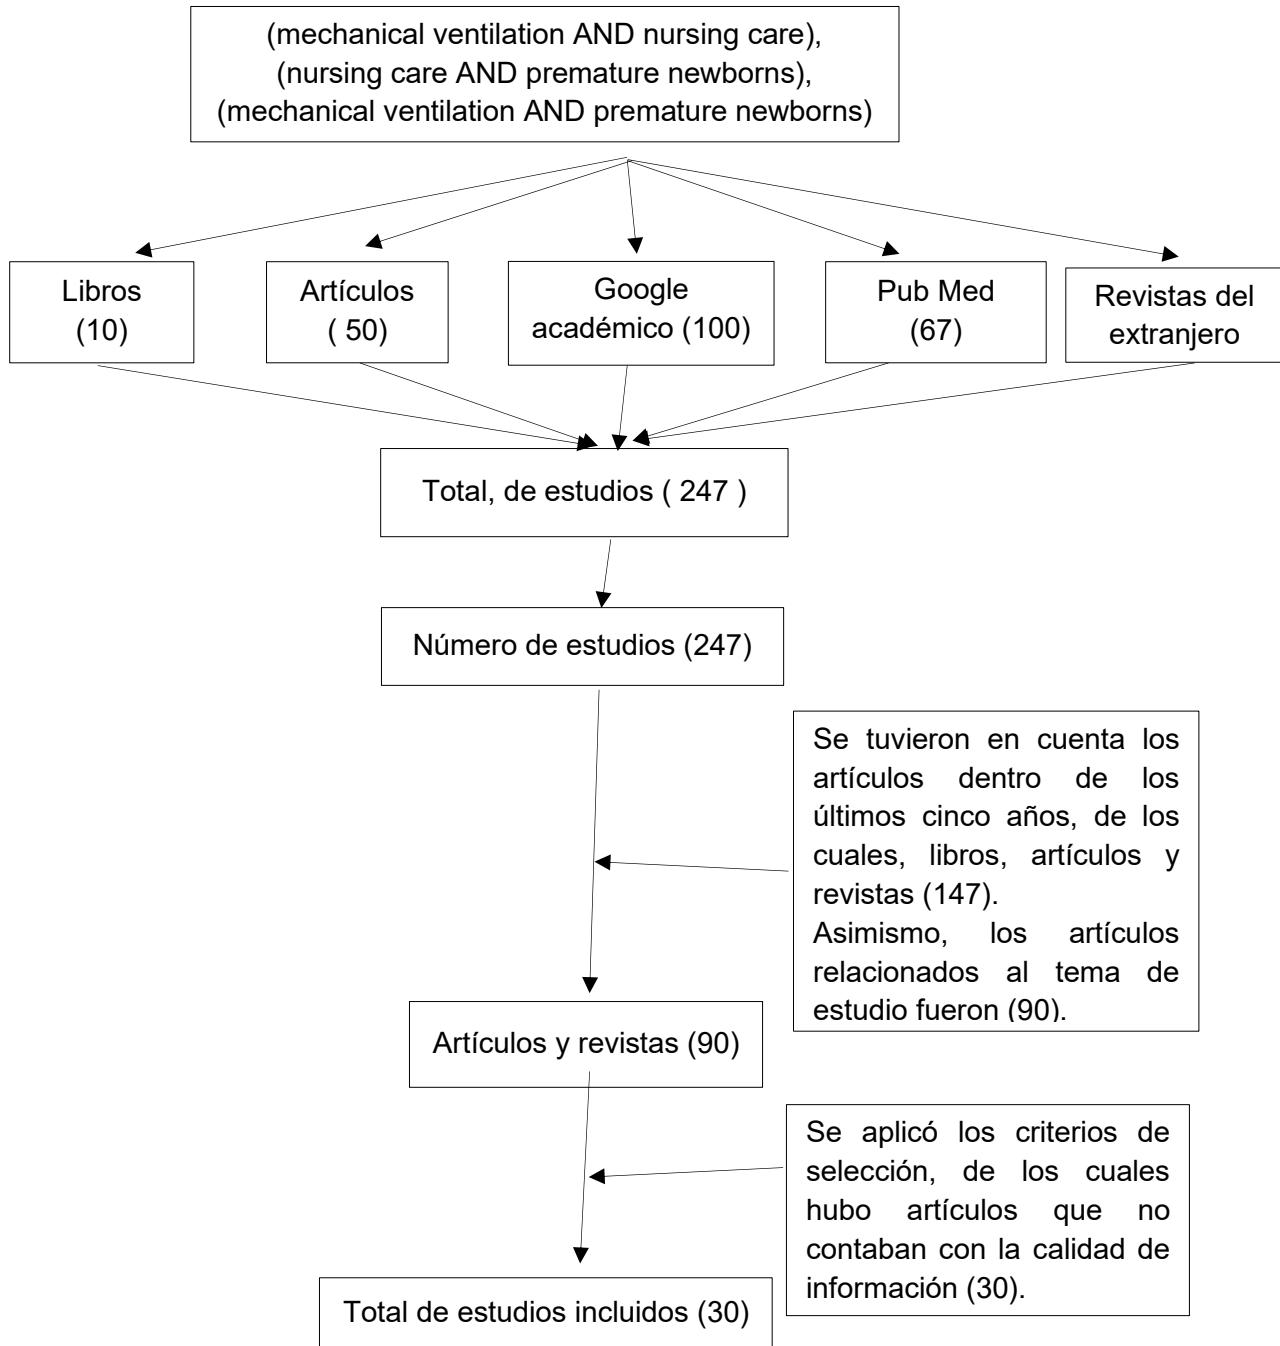 (mechanical ventilation AND nursing care),
(nursing care AND premature newborns),
(mechanical ventilation AND premature newborns)
Libros
(10)
Artículos
( 50)
Google
académico (100)
Pub Med
(67)
Revistas del
extranjero
Total, de estudios ( 247 )
Número de estudios (247)
Se tuvieron en cuenta los
artículos dentro de los
últimos cinco años, de los
cuales, libros, artículos y
revistas (147).
Asimismo, los artículos
relacionados al tema de
estudio fueron (90).
Artículos y revistas (90)
Se aplicó los criterios de
selección, de los cuales
hubo artículos que no
contaban con la calidad de
información (30).
Total de estudios incluidos (30)